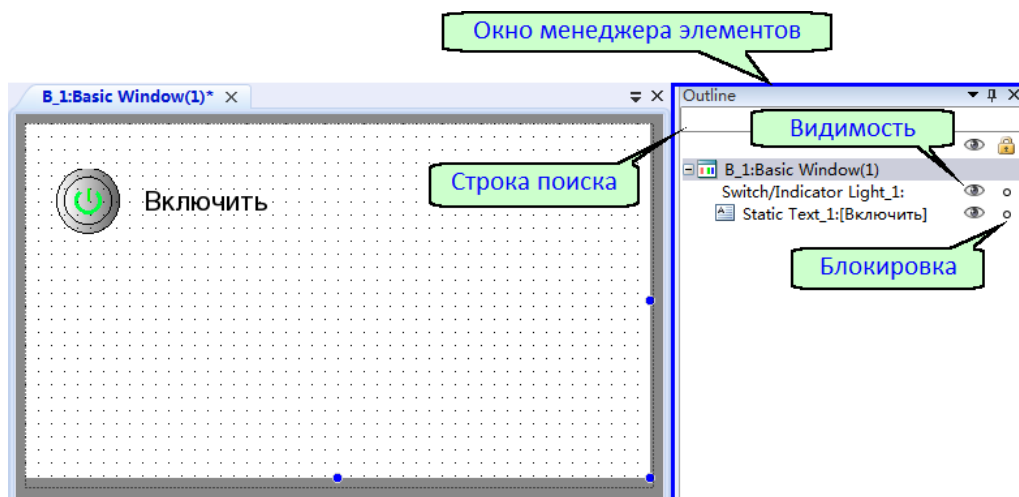 Окно менеджера элементов
B_1:Basic Window(1)*
Outline
Видимость
Строка поиска
B_1:Basic Window(1)
Switch/Indicator Light_1:
Static Text_1:[Включить]
Включить
Блокировка